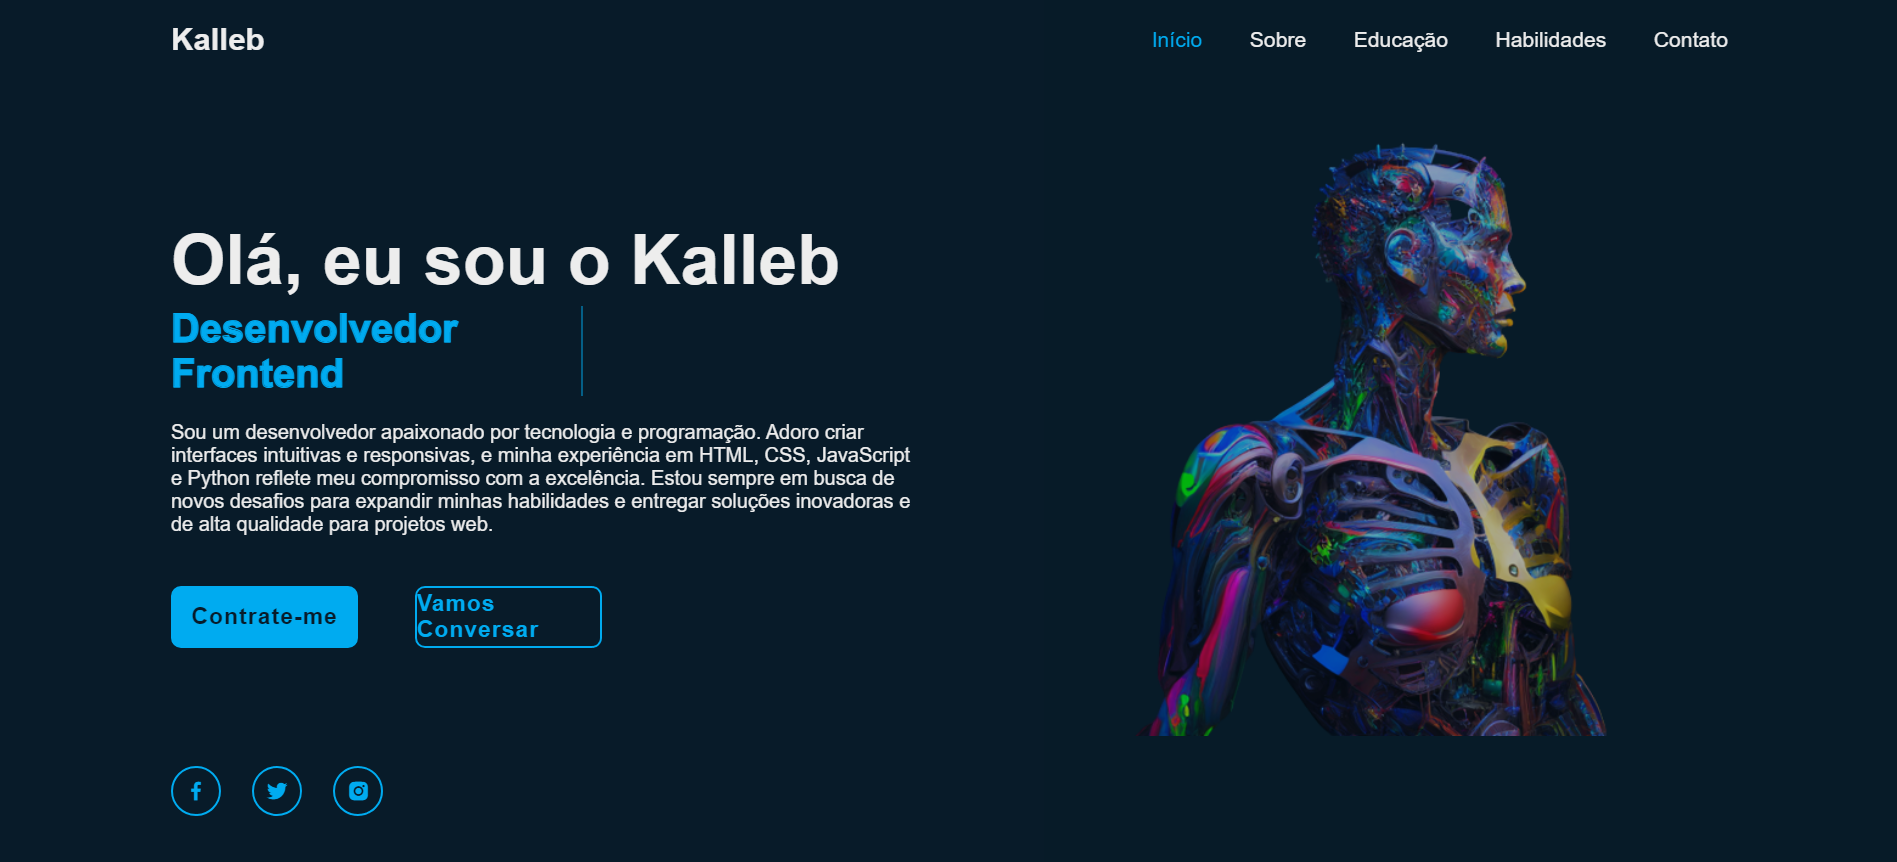 Kalleb
Início Sobre Educação Habilidades Contato
Olá, eu sou o Kalleb
Desenvolvedor
Frontend
Sou um desenvolvedor apaixonado por tecnologia e programação. Adoro criar
interfaces intuitivas e responsivas, e minha experiência em HTML, CSS, JavaScript
e Python reflete meu compromisso com a excelência. Estou sempre em busca de
novos desafios para expandir minhas habilidades e entregar soluções inovadoras e
de alta qualidade para projetos web.
Contrate-me
Vamos
Conversar